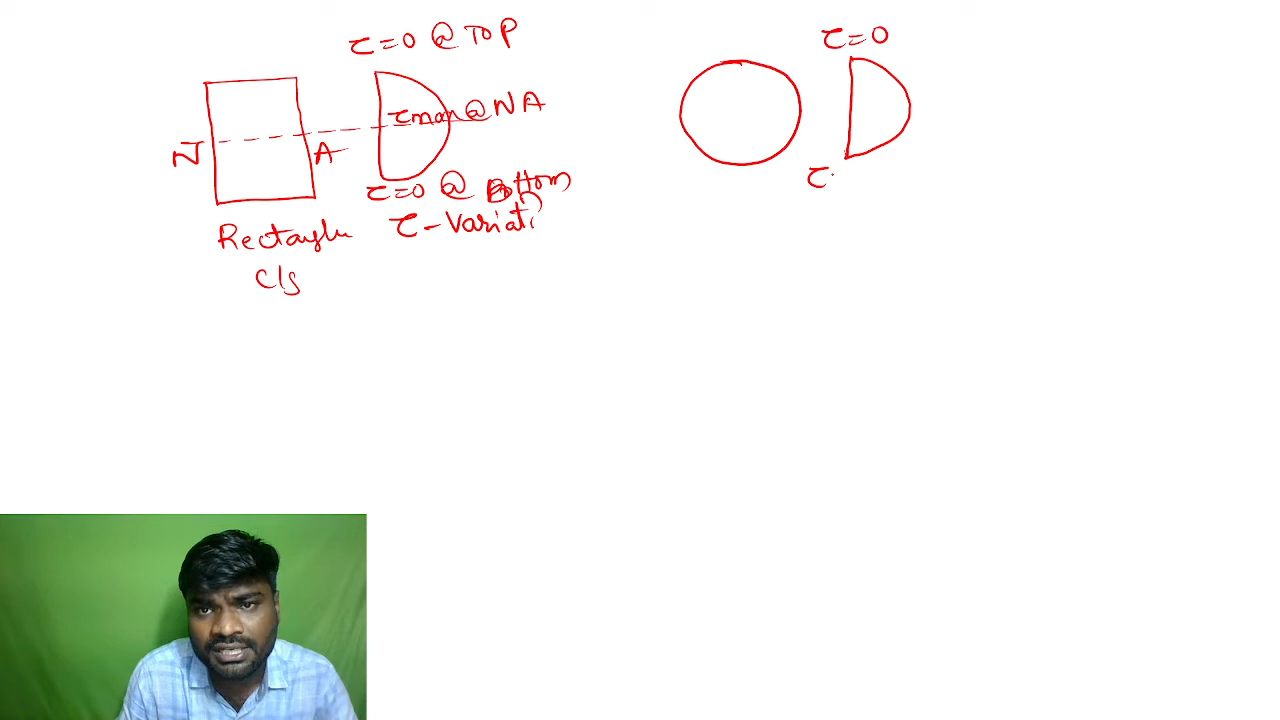 τ=0 @ TOP
N
A
τmax @ NA
τ=0 @ Bottom
τ-Variati
Rectangle
C/S
τ=0
τ